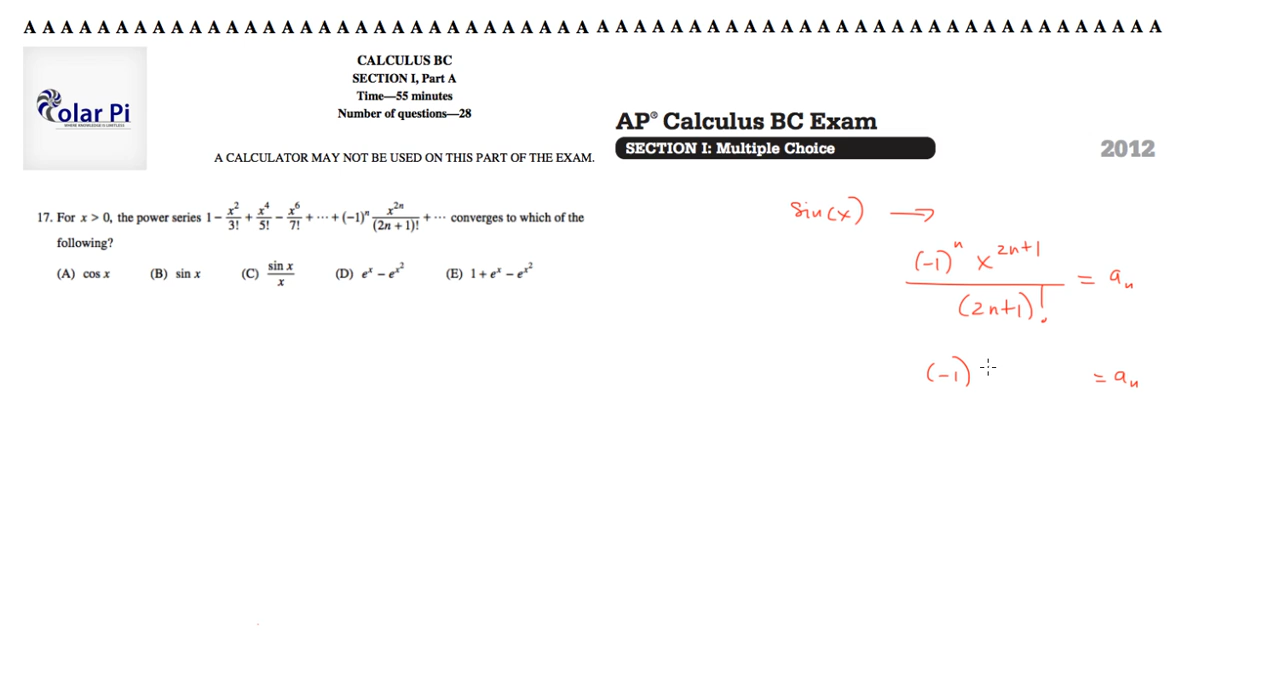 A A A A A A A A A A A A A A A A A A A A A A A A A A A A A A A A A A A A A A A A A A A A A A A A A A A A A A A A A A A A A A
olar Pi
CALCULUS BC
SECTION I, Part A
Time—55 minutes
Number of questions—28
A CALCULATOR MAY NOT BE USED ON THIS PART OF THE EXAM.
AP® Calculus BC Exam
SECTION I: Multiple Choice
2012
17. For x > 0, the power series 1 − x²/3! + x⁴/5! − x⁶/7! + ⋯ + (−1)ⁿ x²ⁿ/(2n + 1)! + ⋯ converges to which of the
following?
(A) cos x (B) sin x (C) sin x/x (D) eˣ − e^x² (E) 1 + eˣ − e^x²
sin(x) →
(-1)ⁿ x²ⁿ⁺¹/(2n+1)! = aₙ
(-1) = aₙ